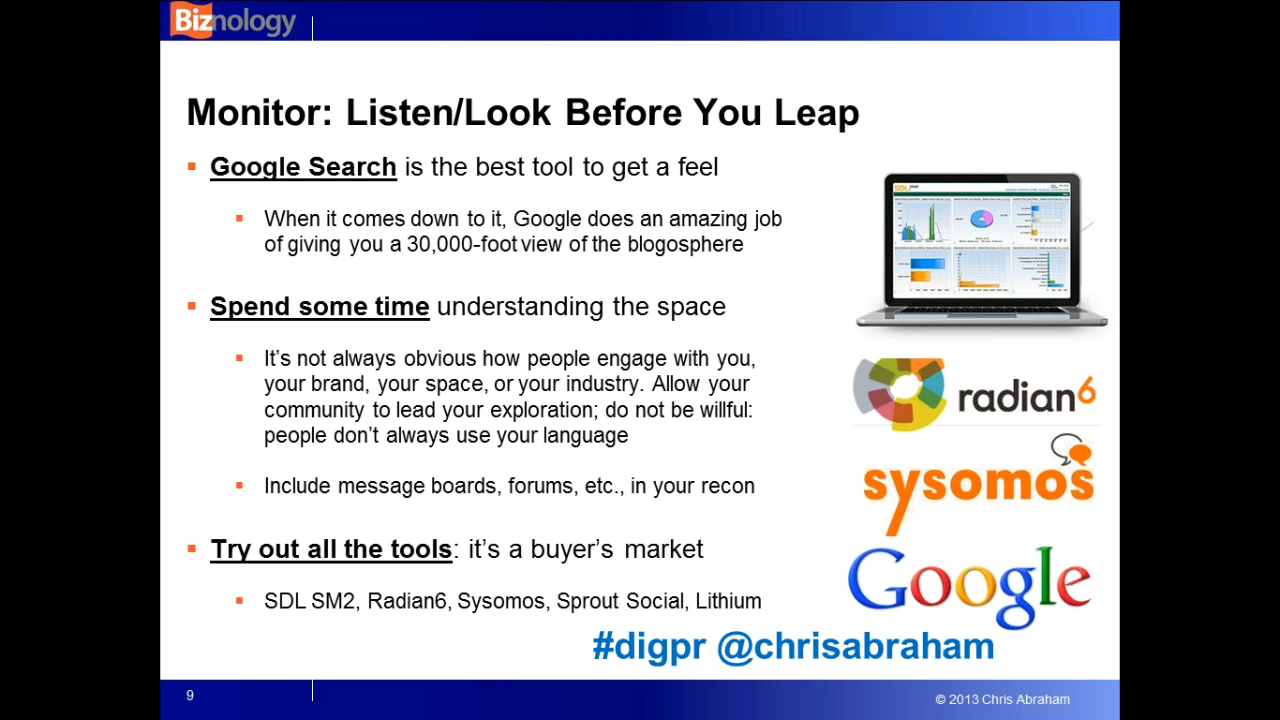 Biznology
Monitor: Listen/Look Before You Leap
Google Search is the best tool to get a feel
When it comes down to it, Google does an amazing job
of giving you a 30,000-foot view of the blogosphere
Spend some time understanding the space
It's not always obvious how people engage with you,
your brand, your space, or your industry. Allow your
community to lead your exploration; do not be willful:
people don't always use your language
Include message boards, forums, etc., in your recon
Try out all the tools: it's a buyer's market
SDL SM2, Radian6, Sysomos, Sprout Social, Lithium
SDL
radian6
sysomos
Google
#digpr @chrisabraham
9
© 2013 Chris Abraham